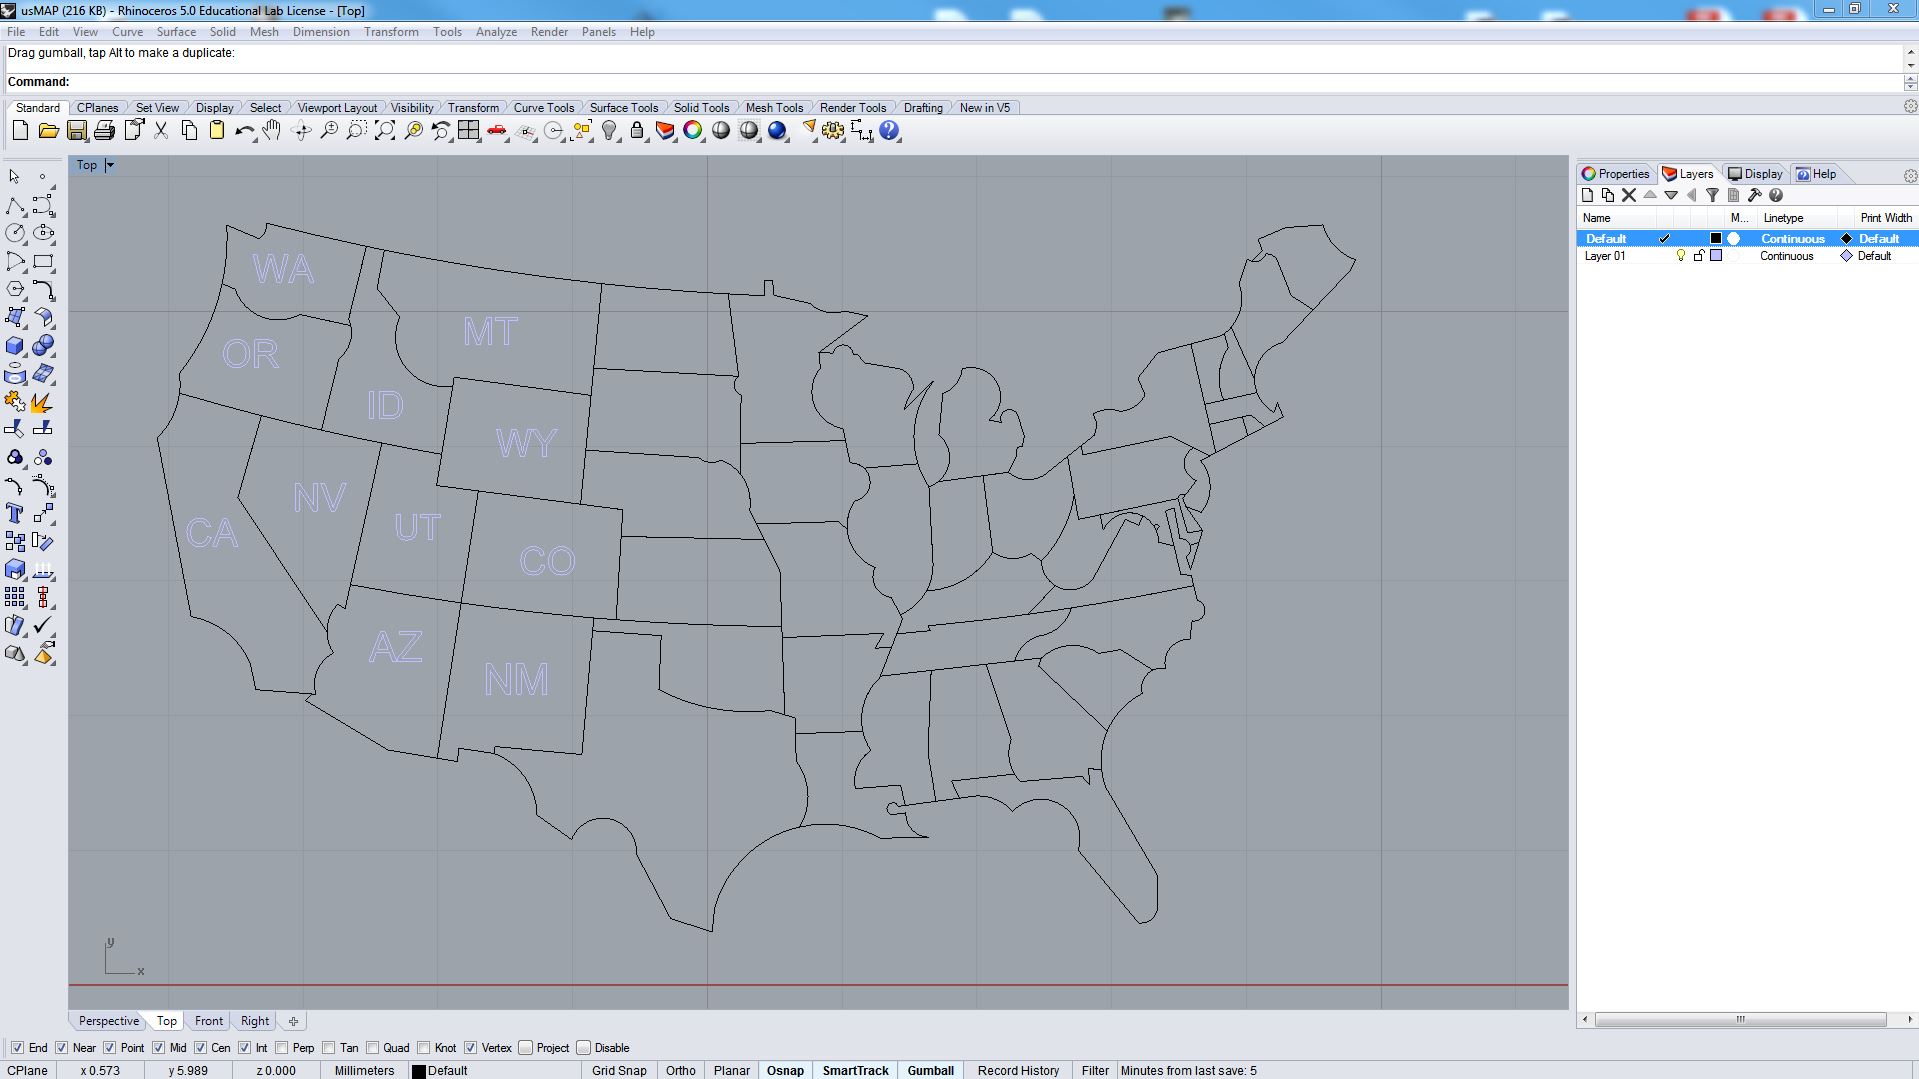 usMAP (216 KB) - Rhinoceros 5.0 Educational Lab License - [Top]
File Edit View Curve Surface Solid Mesh Dimension Transform Tools Analyze Render Panels Help
Drag gumball, tap Alt to make a duplicate:
Command:
Standard CPlanes Set View Display Select Viewport Layout Visibility Transform Curve Tools Surface Tools Solid Tools Mesh Tools Render Tools Drafting New in V5
Top
Properties Layers Display Help
Name M... Linetype Print Width
Default Continuous Default
Layer 01 Continuous Default
WA
MT
OR
ID
WY
NV
UT
CA
CO
AZ
NM
y
x
Perspective Top Front Right
End Near Point Mid Cen Int Perp Tan Quad Knot Vertex Project Disable
CPlane x 0.573 y 5.989 z 0.000 Millimeters Default Grid Snap Ortho Planar Osnap SmartTrack Gumball Record History Filter Minutes from last save: 5